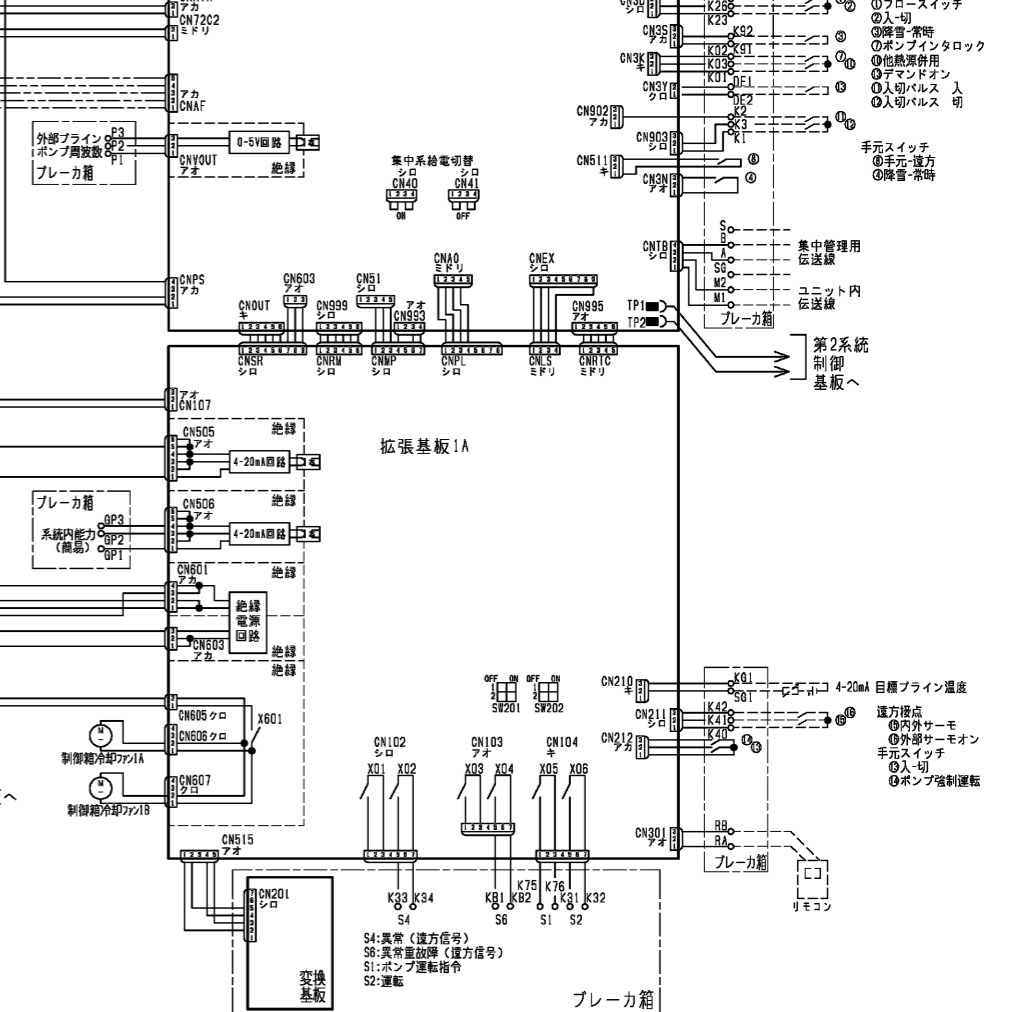 CN72C2
ミドリ
アカ
CNAF
外部ブライン
ポンプ周波数
P3
P2
P1
ブレーカ箱
0-5V回路
CNVOUT
アオ
絶縁
集中系給電切替
シロ
CN40
ON
シロ
CN41
OFF
CNPS
アカ
CNOUT
キ
CN603
アオ
CN999
シロ
CN51
シロ
アオ
CN993
CNAO
ミドリ
CNEX
シロ
CN995
アオ
シロ
K26
K23
CN3S
アカ
K92
K91
CN3K
キ
K02
K03
K01
CN3Y
クロ
DE1
DE2
CN902
アカ
K2
K3
K1
CN903
シロ
CN511
キ
CN3N
アオ
①フロースイッチ
②入-切
③降雪-常時
⑦ポンプインタロック
⑩他熱源併用
⑬デマンドオン
⑪入切パルス 入
⑫入切パルス 切
手元スイッチ
⑧手元-遠方
④降雪-常時
CNTB
シロ
S
B
A
SG
M2
M1
集中管理用
伝送線
ユニット内
伝送線
ブレーカ箱
TP1
TP2
第2系統
制御
基板へ
CNSR
シロ
CNRM
シロ
CNMP
シロ
CNPL
シロ
CNLS
ミドリ
CNRTC
ミドリ
アオ
CN107
拡張基板1A
CN505
アオ
絶縁
4-20mA回路
CN506
アオ
絶縁
4-20mA回路
ブレーカ箱
系統内能力
(簡易)
GP3
GP2
GP1
CN601
アカ
絶縁
絶縁
電源
回路
CN603
アカ
絶縁
絶縁
CN605 クロ
CN606 クロ
X601
M
制御箱冷却ファン1A
CN607
クロ
M
制御箱冷却ファン1B
OFF ON
SW201
OFF ON
SW202
CN102
シロ
X01 X02
CN103
アオ
X03 X04
CN104
キ
X05 X06
CN210
キ
KG1
SG1
4-20mA 目標ブライン温度
CN211
シロ
K42
K41
K40
CN212
アカ
遠方接点
⑮内外サーモ
⑯外部サーモオン
手元スイッチ
⑬入-切
⑭ポンプ強制運転
CN301
アオ
RB
RA
ブレーカ箱
リモコン
CN515
アオ
CN201
シロ
変換
基板
K33 K34
S4
KB1 KB2
S6
K75
K76
K31 K32
S1 S2
S4:異常(遠方信号)
S6:異常重故障(遠方信号)
S1:ポンプ運転指令
S2:運転
ブレーカ箱